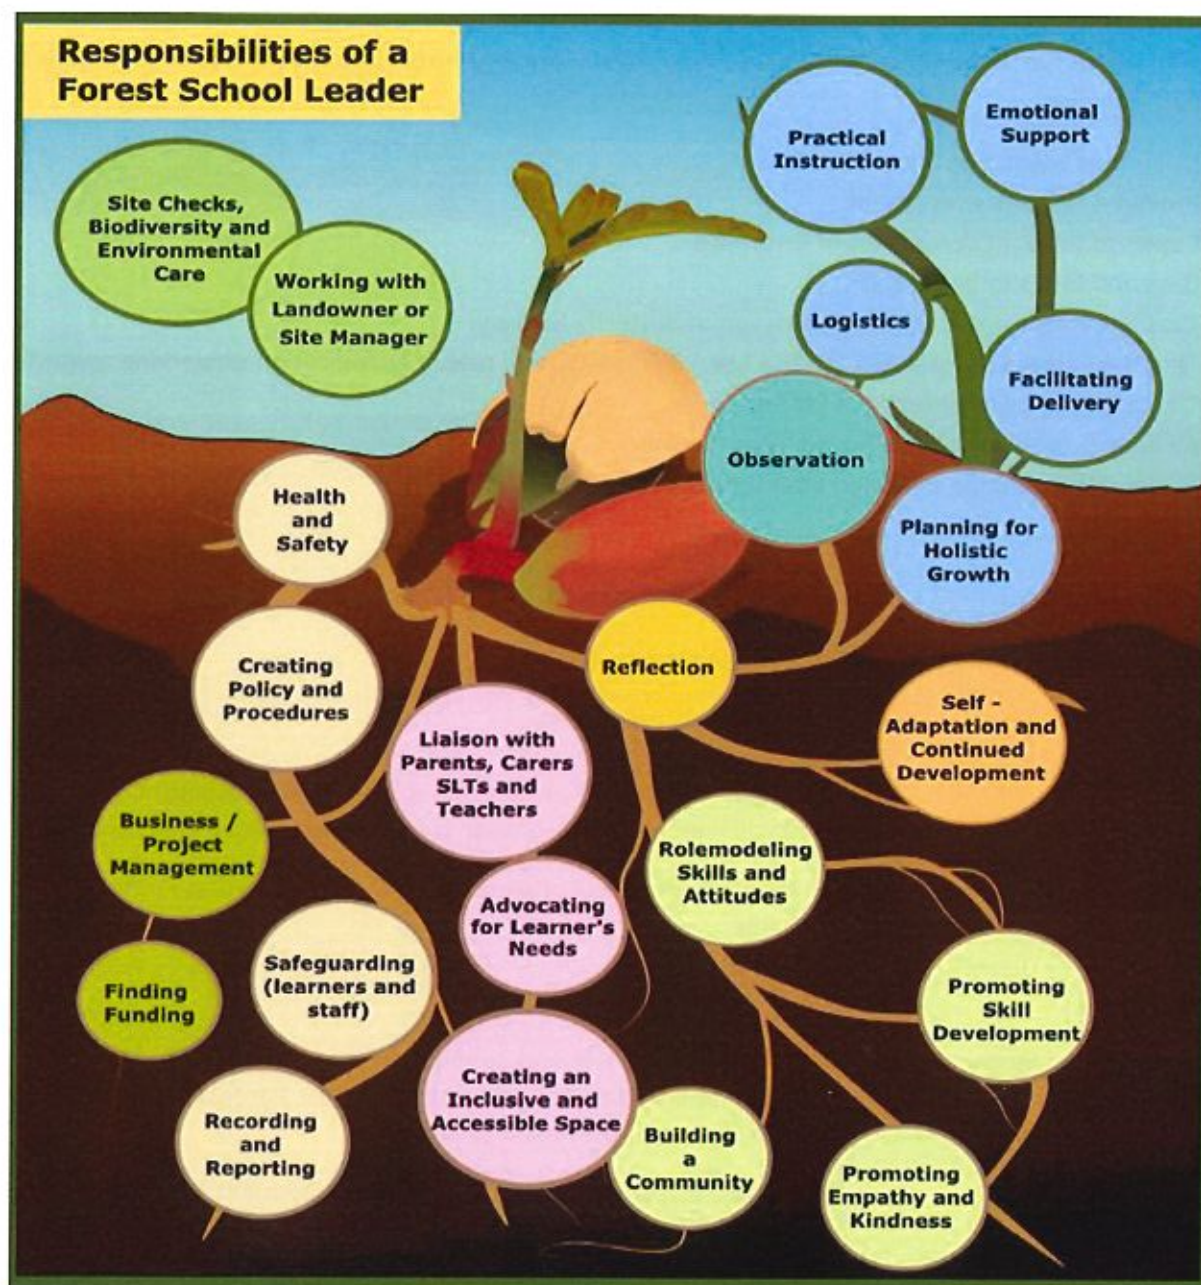 Responsibilities of a
Forest School Leader
Practical
Instruction
Emotional
Support
Site Checks,
Biodiversity and
Environmental
Care
Working with
Landowner or
Site Manager
Logistics
Facilitating
Delivery
Observation
Health
and
Safety
Planning for
Holistic
Growth
Creating
Policy and
Procedures
Reflection
Liaison with
Parents, Carers
SLTs and
Teachers
Self -
Adaptation and
Continued
Development
Business /
Project
Management
Rolemodeling
Skills and
Attitudes
Advocating
for Learner's
Needs
Finding
Funding
Safeguarding
(learners and
staff)
Promoting
Skill
Development
Creating an
Inclusive and
Accessible Space
Recording
and
Reporting
Building
a
Community
Promoting
Empathy and
Kindness